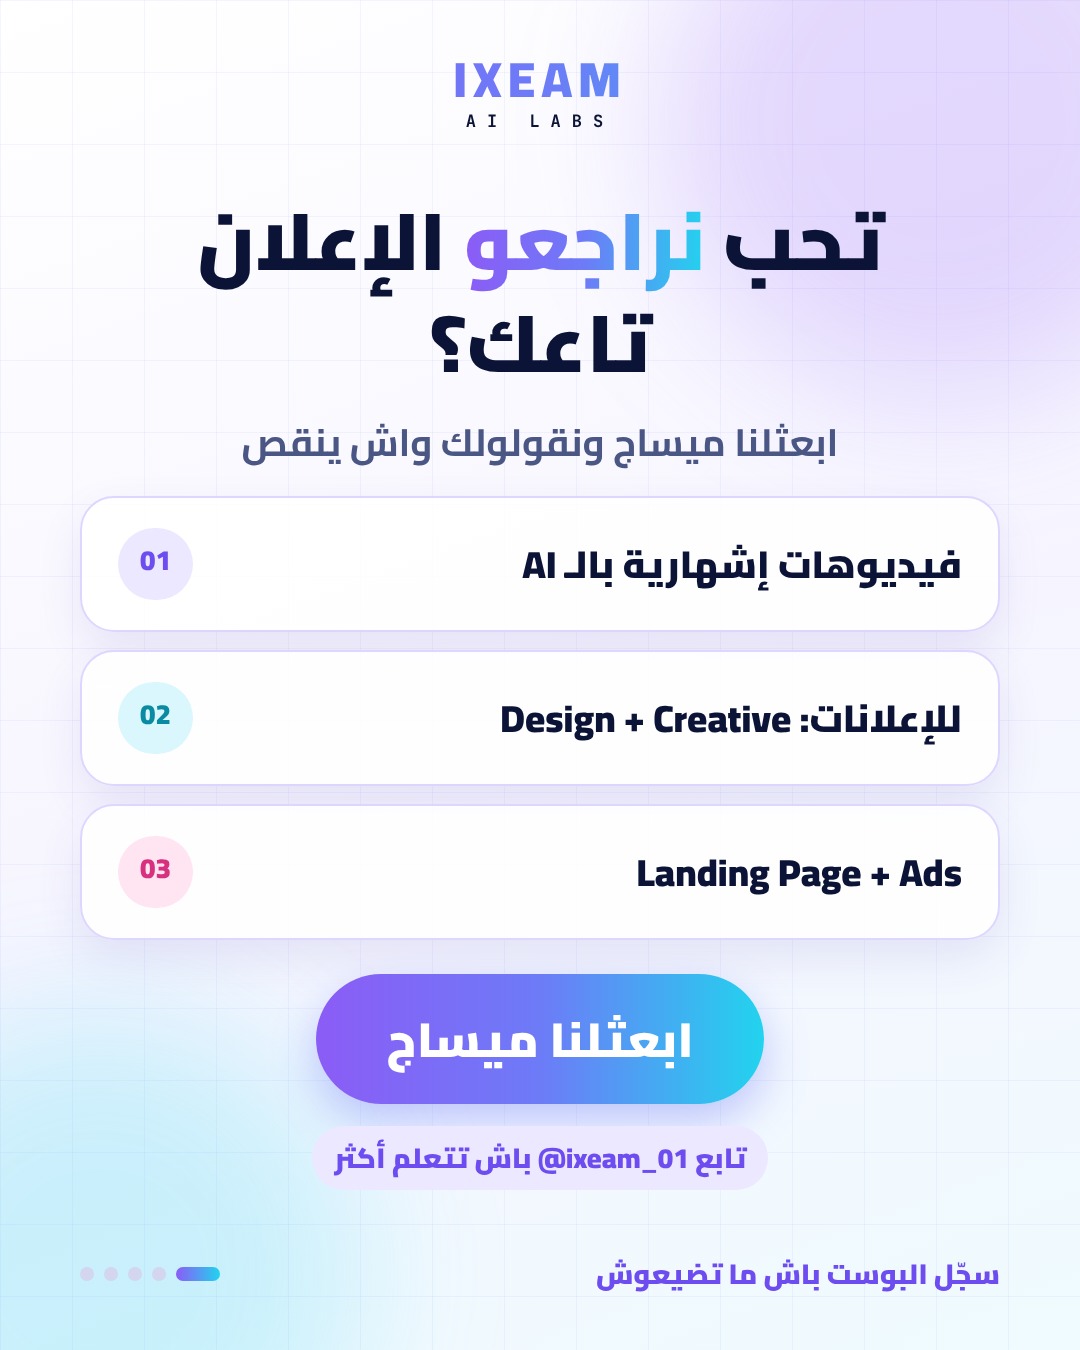 IXEAM
AI LABS
تحب نراجعو الإعلان
تاعك؟
ابعثلنا ميساج ونقولولك واش ينقص
فيديوهات إشهارية بالـ AI
01
للإعلانات: Design + Creative
02
Landing Page + Ads
03
ابعثلنا ميساج
تابع @ixeam_01 باش تتعلم أكثر
سجّل البوست باش ما تضيعوش